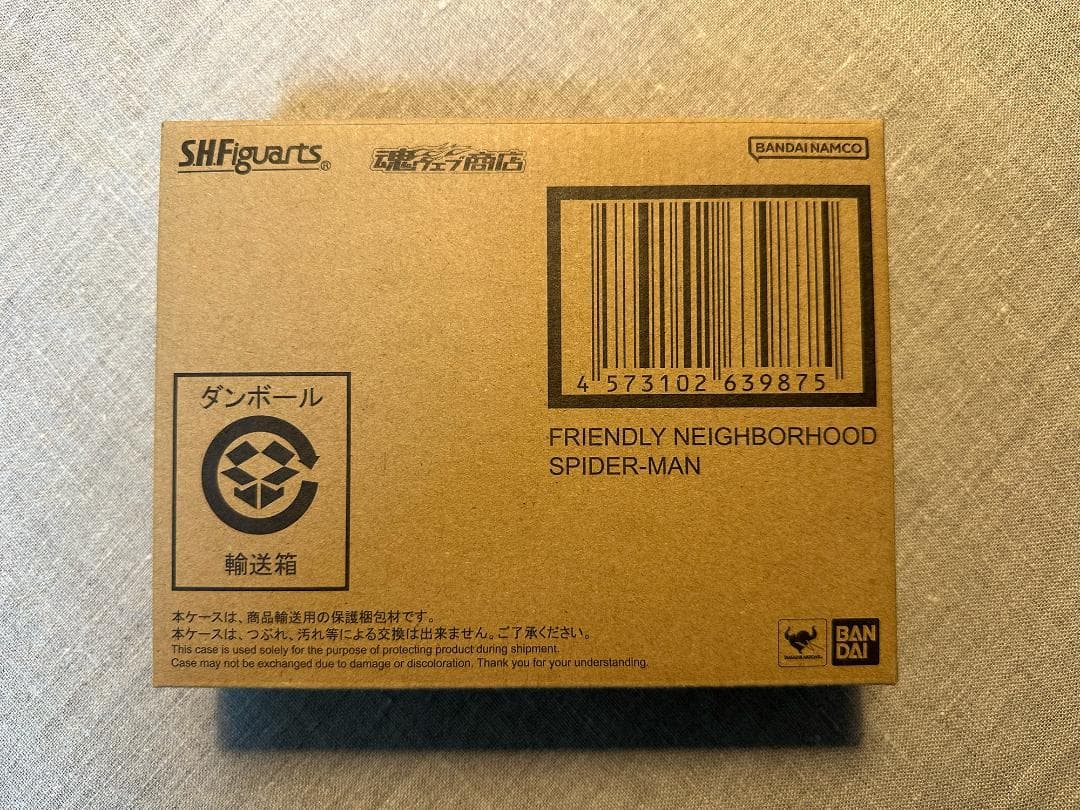 S.H.Figuarts®
魂ウェブ商店
BANDAI NAMCO
4 573102 639875
FRIENDLY NEIGHBORHOOD
SPIDER-MAN
ダンボール
輸送箱
本ケースは、商品輸送用の保護梱包材です。
本ケースは、つぶれ、汚れ等による交換は出来ません。ご了承ください。
This case is used solely for the purpose of protecting product during shipment.
Case may not be exchanged due to damage or discoloration. Thank you for your understanding.
BAN
DAI